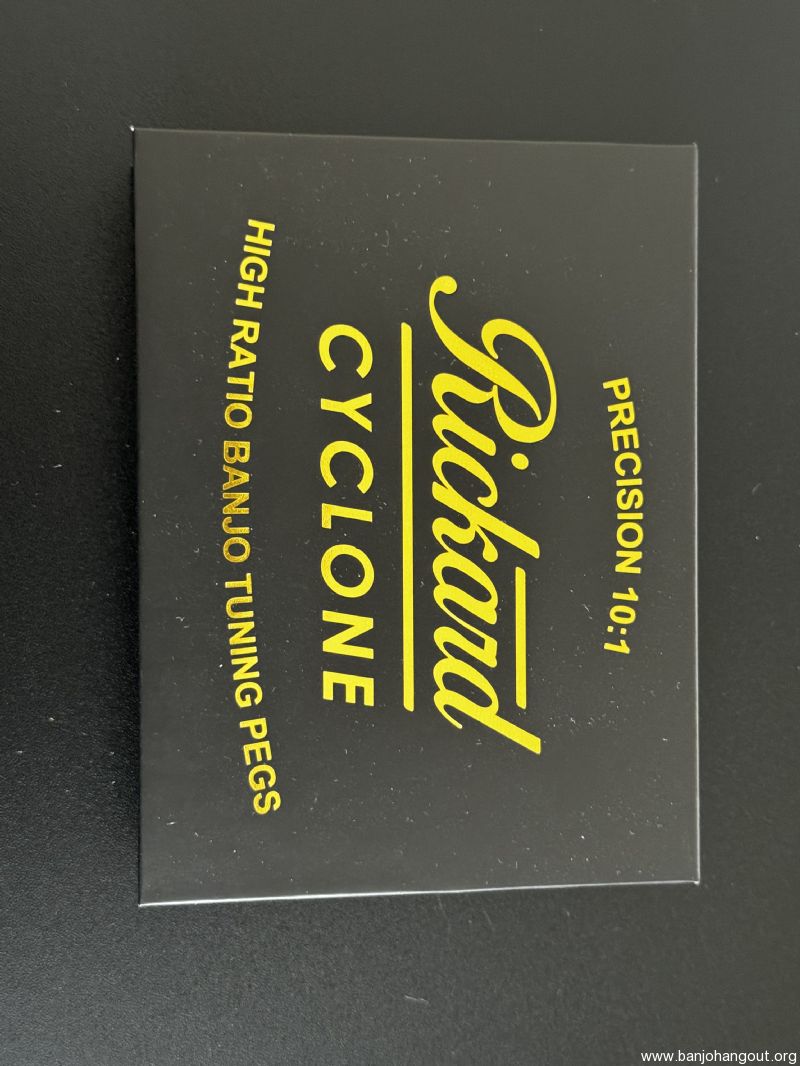 PRECISION 10:1
Rickard
CYCLONE
HIGH RATIO BANJO TUNING PEGS
www.banjohangout.org